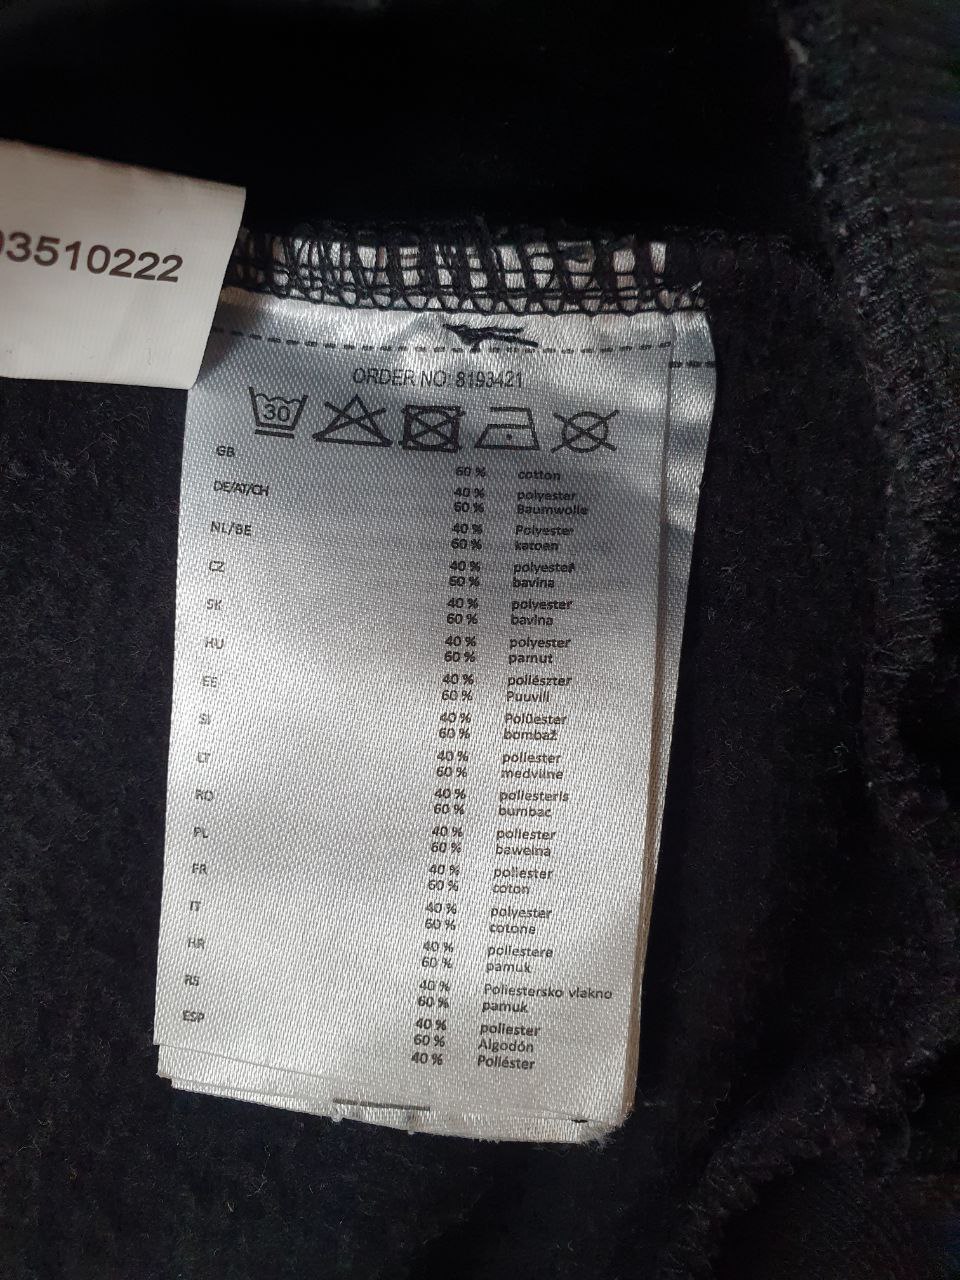 03510222
ORDER NO: 8193421
30
GB 60 % cotton
40 % polyester
DE/AT/CH 60 % Baumwolle
40 % Polyester
NL/BE 60 % katoen
40 % polyester
CZ 60 % bavlna
40 % polyester
SK 60 % bavlna
40 % polyester
HU 60 % pamut
40 % poliészter
EE 60 % Puuvill
40 % Polüester
SI 60 % bombaž
40 % poliester
LT 60 % medvilne
40 % poliesteris
RO 60 % bumbac
40 % poliester
PL 60 % bawelna
40 % poliester
FR 60 % coton
40 % polyester
IT 60 % cotone
40 % poliestere
HR 60 % pamuk
40 % Poliestersko vlakno
RS 60 % pamuk
40 % poliester
ESP 60 % Algodón
40 % Poliéster